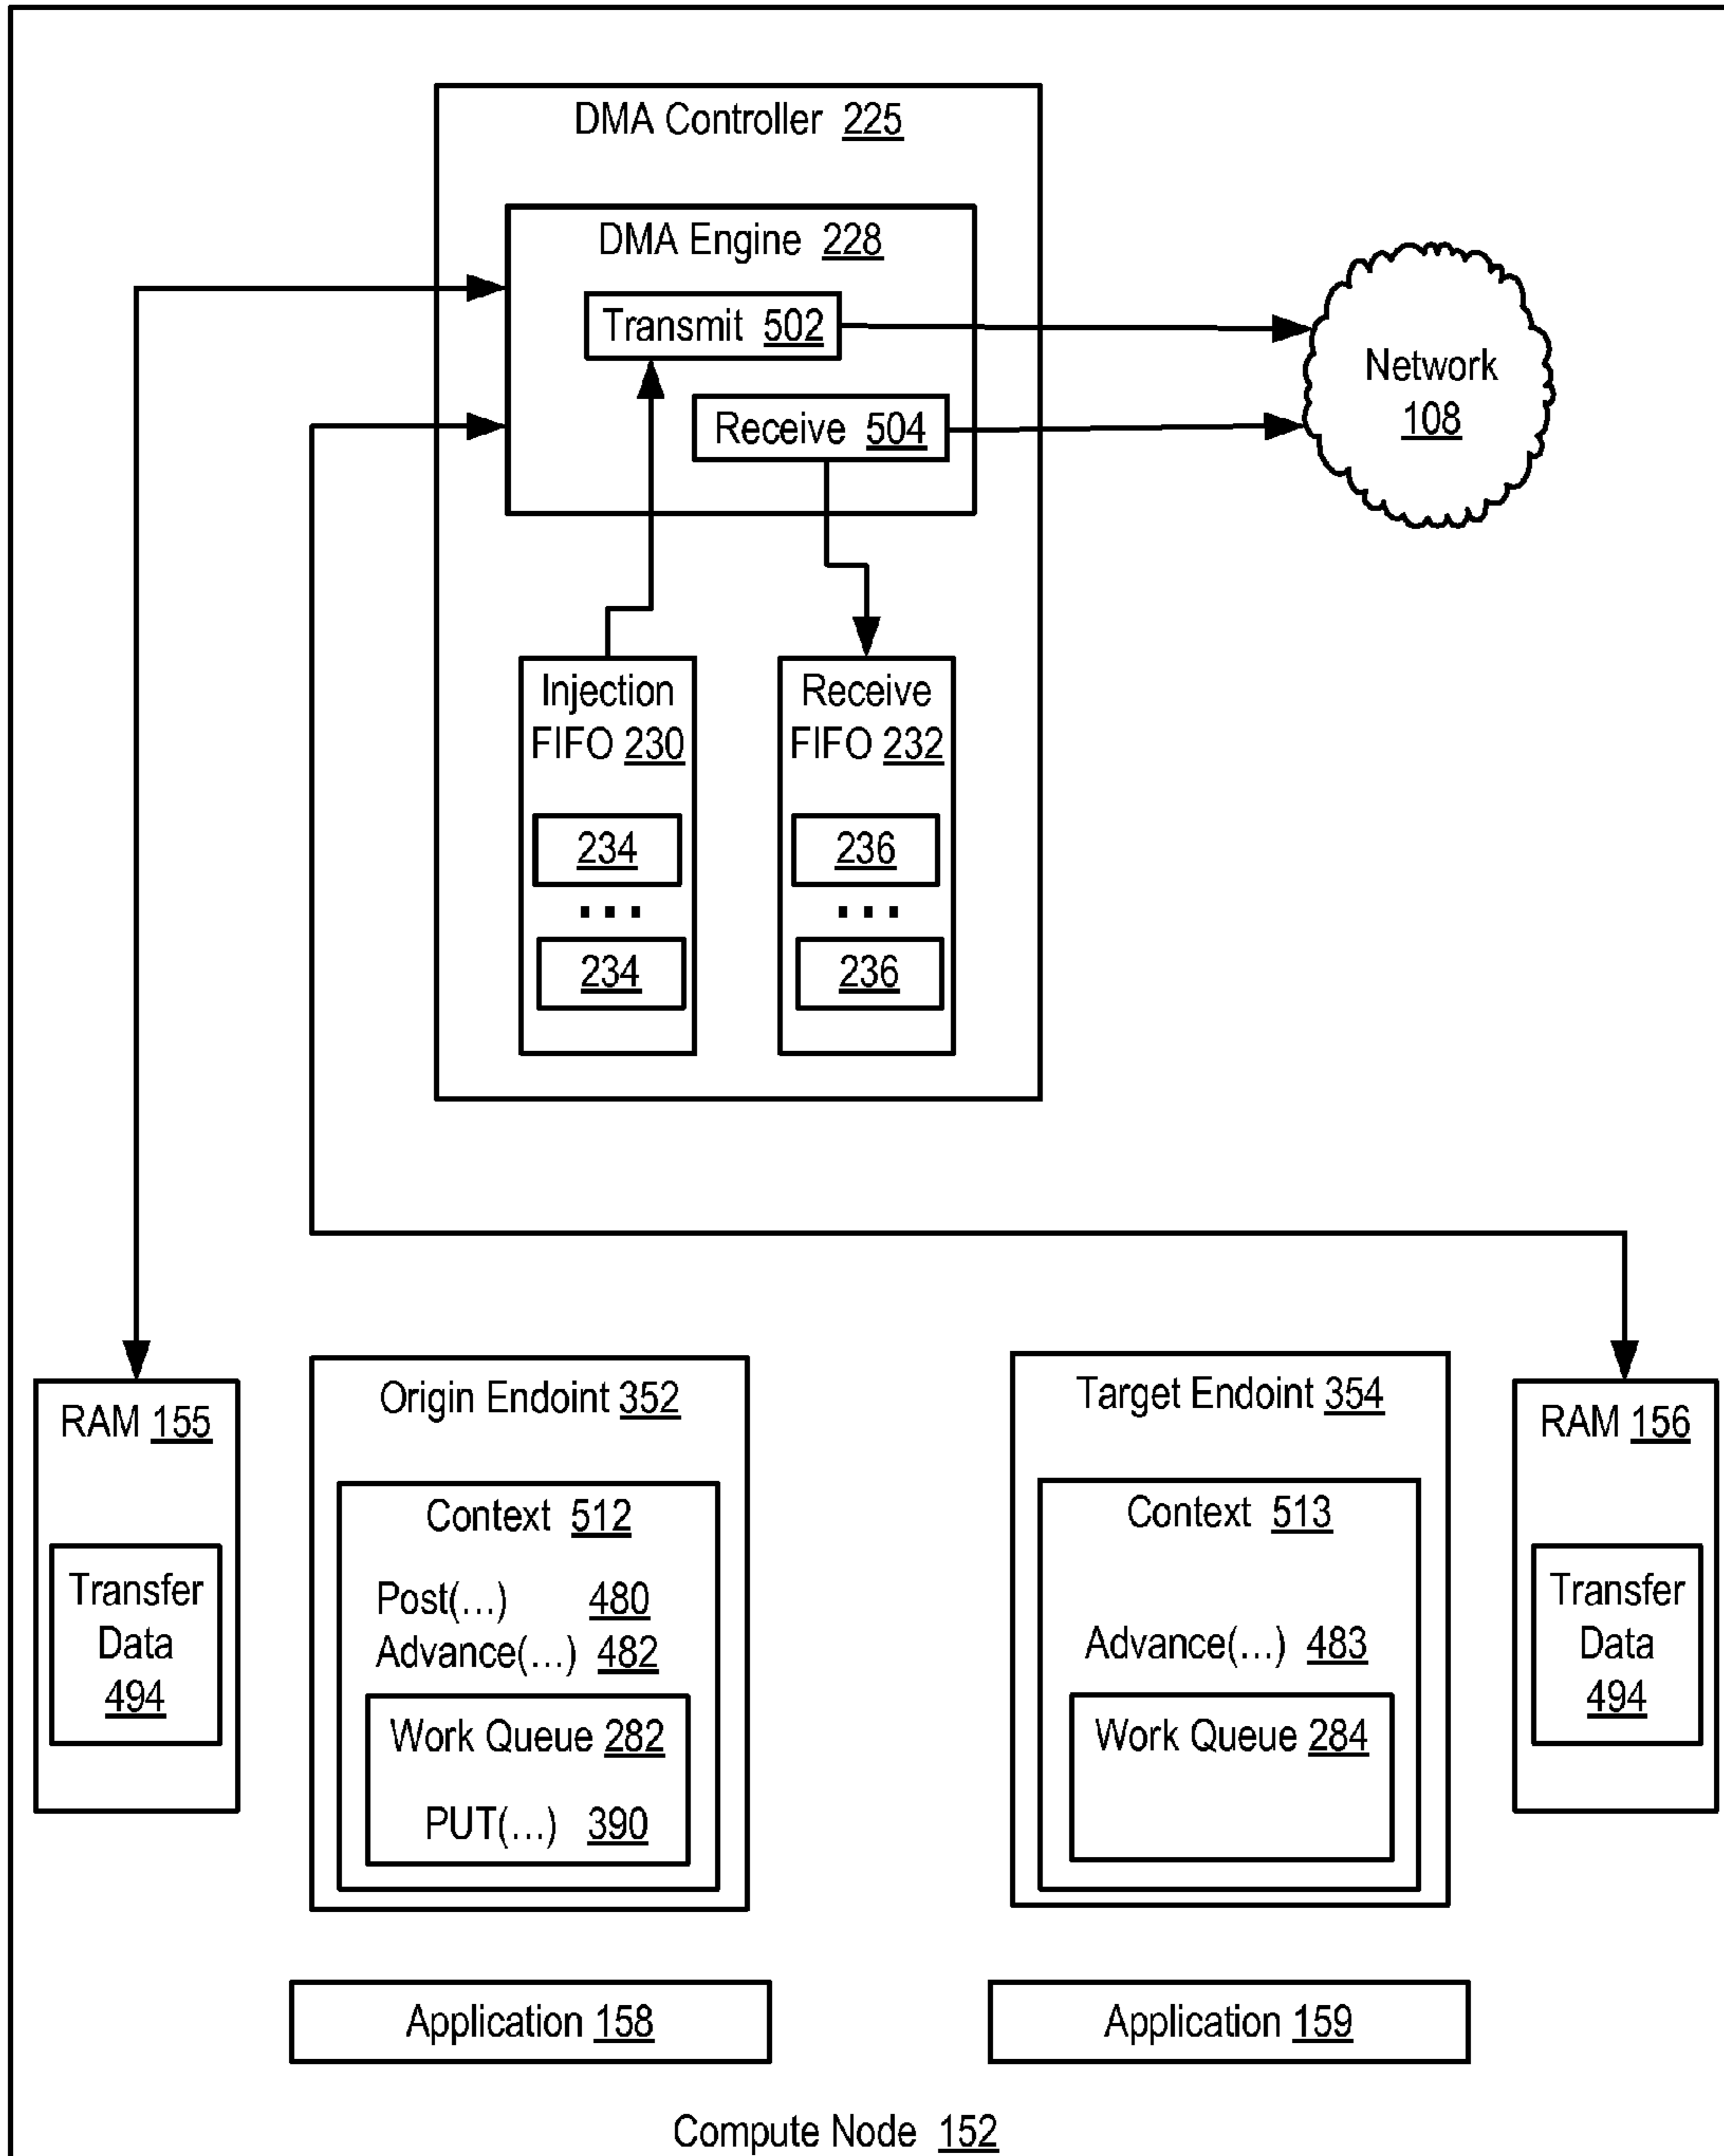 DMA Controller 225
DMA Engine 228
Transmit 502
Receive 504
Network
108
Injection
FIFO 230
234
...
234
Receive
FIFO 232
236
...
236
RAM 155
Transfer
Data
494
Origin Endoint 352
Context 512
Post(...) 480
Advance(...) 482
Work Queue 282
PUT(...) 390
Target Endoint 354
Context 513
Advance(...) 483
Work Queue 284
RAM 156
Transfer
Data
494
Application 158
Application 159
Compute Node 152